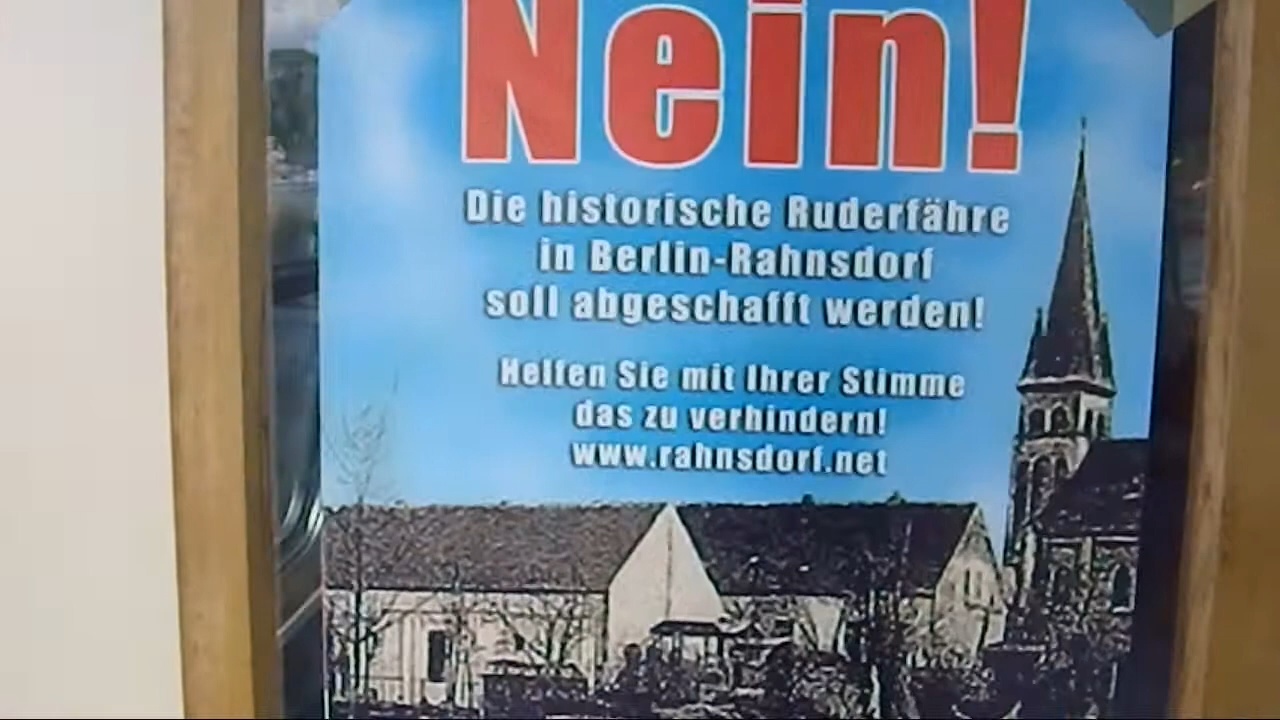 Nein!
Die historische Ruderfähre
in Berlin-Rahnsdorf
soll abgeschafft werden!
Helfen Sie mit Ihrer Stimme
das zu verhindern!
www.rahnsdorf.net